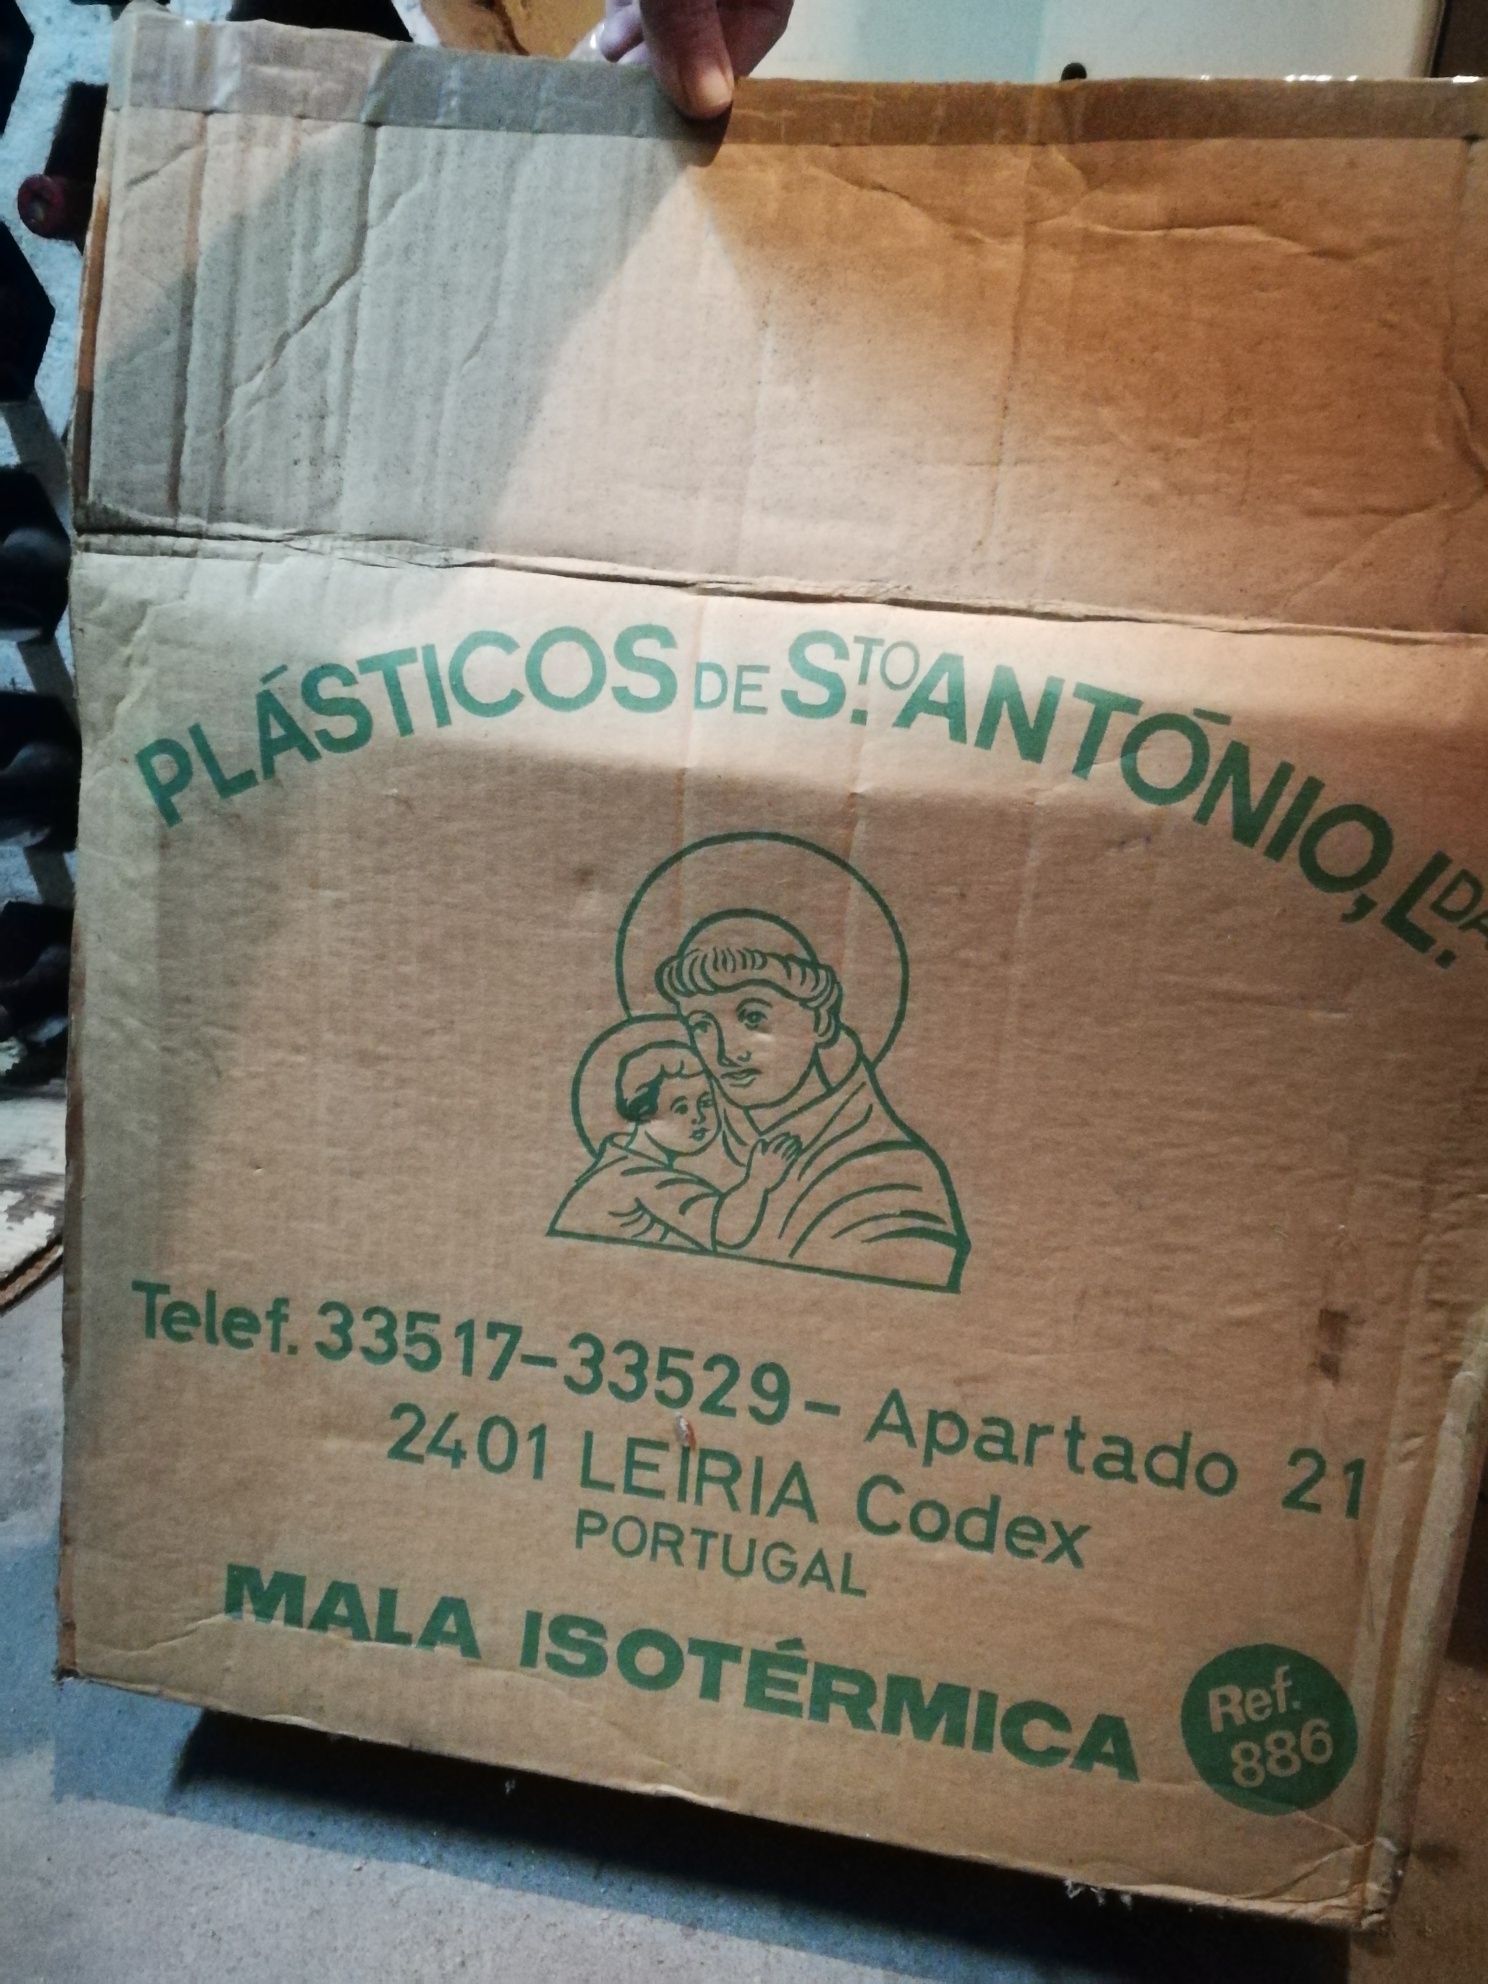 PLÁSTICOS DE S.TO ANTÓNIO, L.DA
Telef. 33517-33529 - Apartado 21
2401 LEIRIA Codex
PORTUGAL
MALA ISOTÉRMICA
Ref.
886